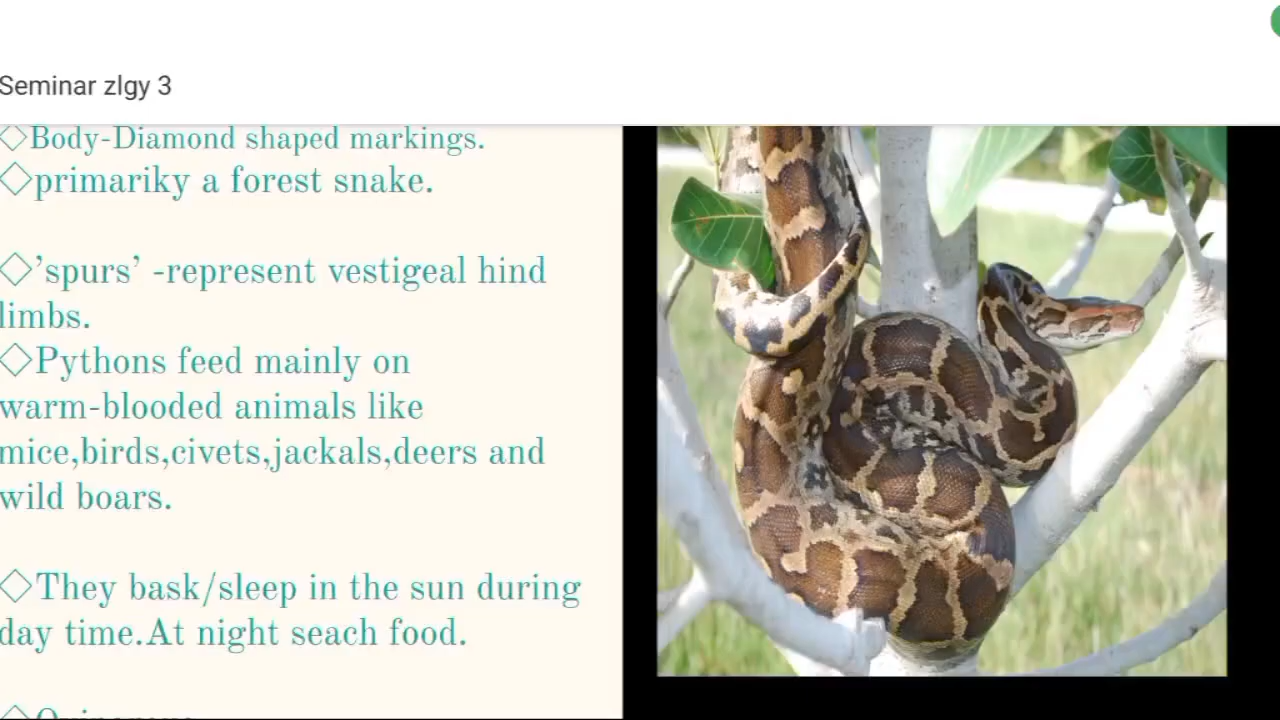 Seminar zlgy 3
◇Body-Diamond shaped markings.
◇primariky a forest snake.
◇’spurs’ -represent vestigeal hind
limbs.
◇Pythons feed mainly on
warm-blooded animals like
mice,birds,civets,jackals,deers and
wild boars.
◇They bask/sleep in the sun during
day time.At night seach food.